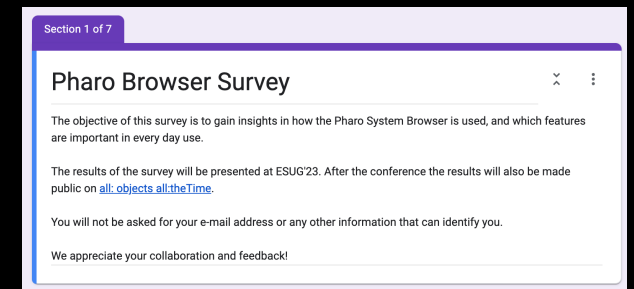 Section 1 of 7
Pharo Browser Survey
The objective of this survey is to gain insights in how the Pharo System Browser is used, and which features
are important in every day use.
The results of the survey will be presented at ESUG'23. After the conference the results will also be made
public on all: objects all:theTime.
You will not be asked for your e-mail address or any other information that can identify you.
We appreciate your collaboration and feedback!